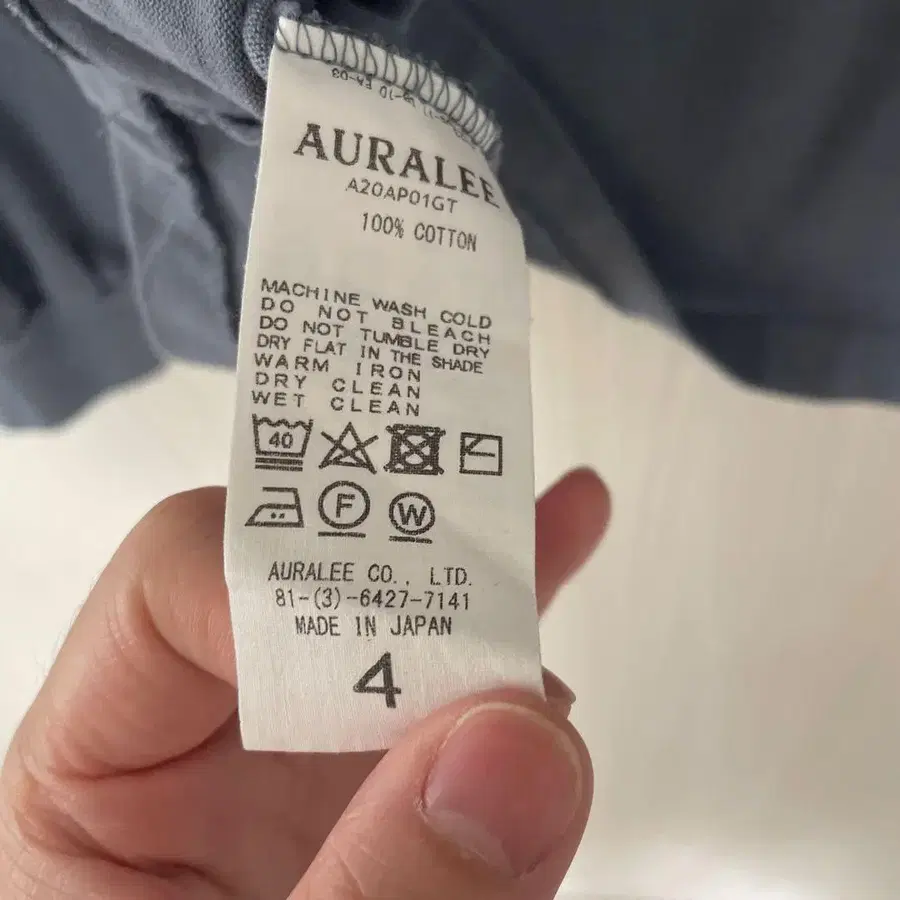 AURALEE
A20AP01GT
100% COTTON
MACHINE WASH COLD
DO NOT BLEACH
DO NOT TUMBLE DRY
DRY FLAT IN THE SHADE
WARM IRON
DRY CLEAN
WET CLEAN
40
F
W
AURALEE CO., LTD.
81-(3)-6427-7141
MADE IN JAPAN
4